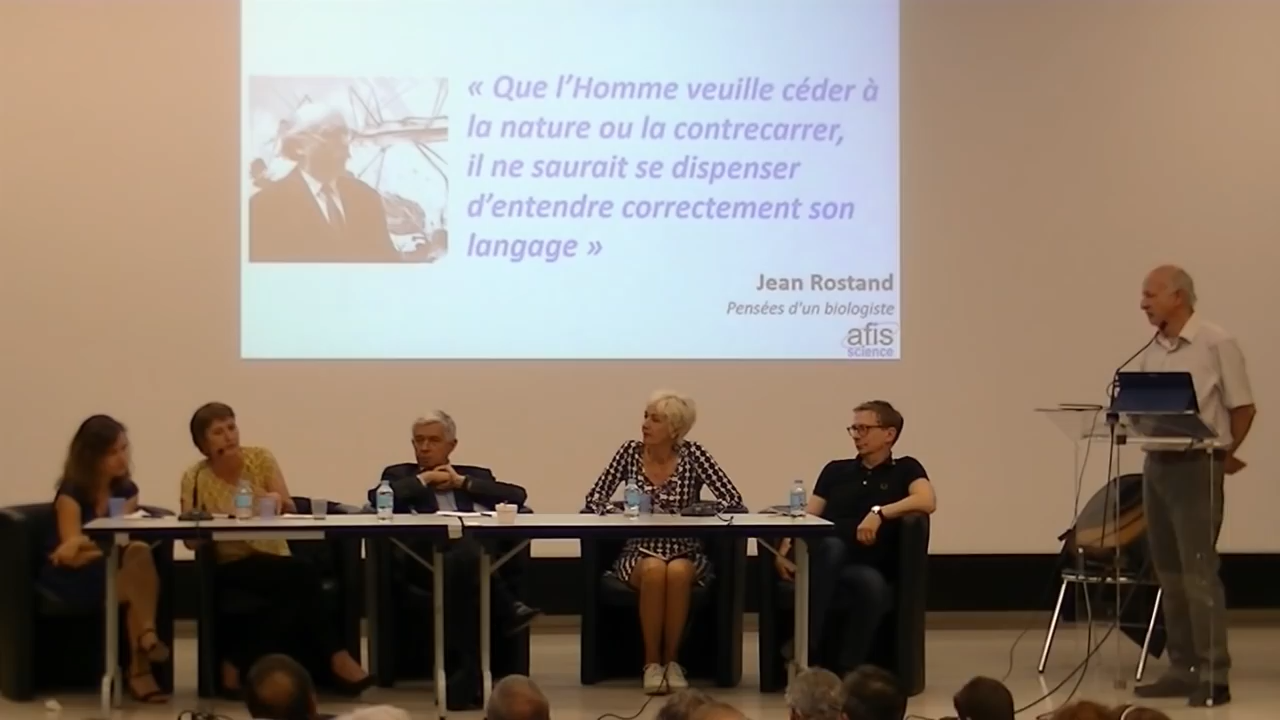 « Que l’Homme veuille céder à
la nature ou la contrecarrer,
il ne saurait se dispenser
d’entendre correctement son
langage »
Jean Rostand
Pensées d'un biologiste
afis
science